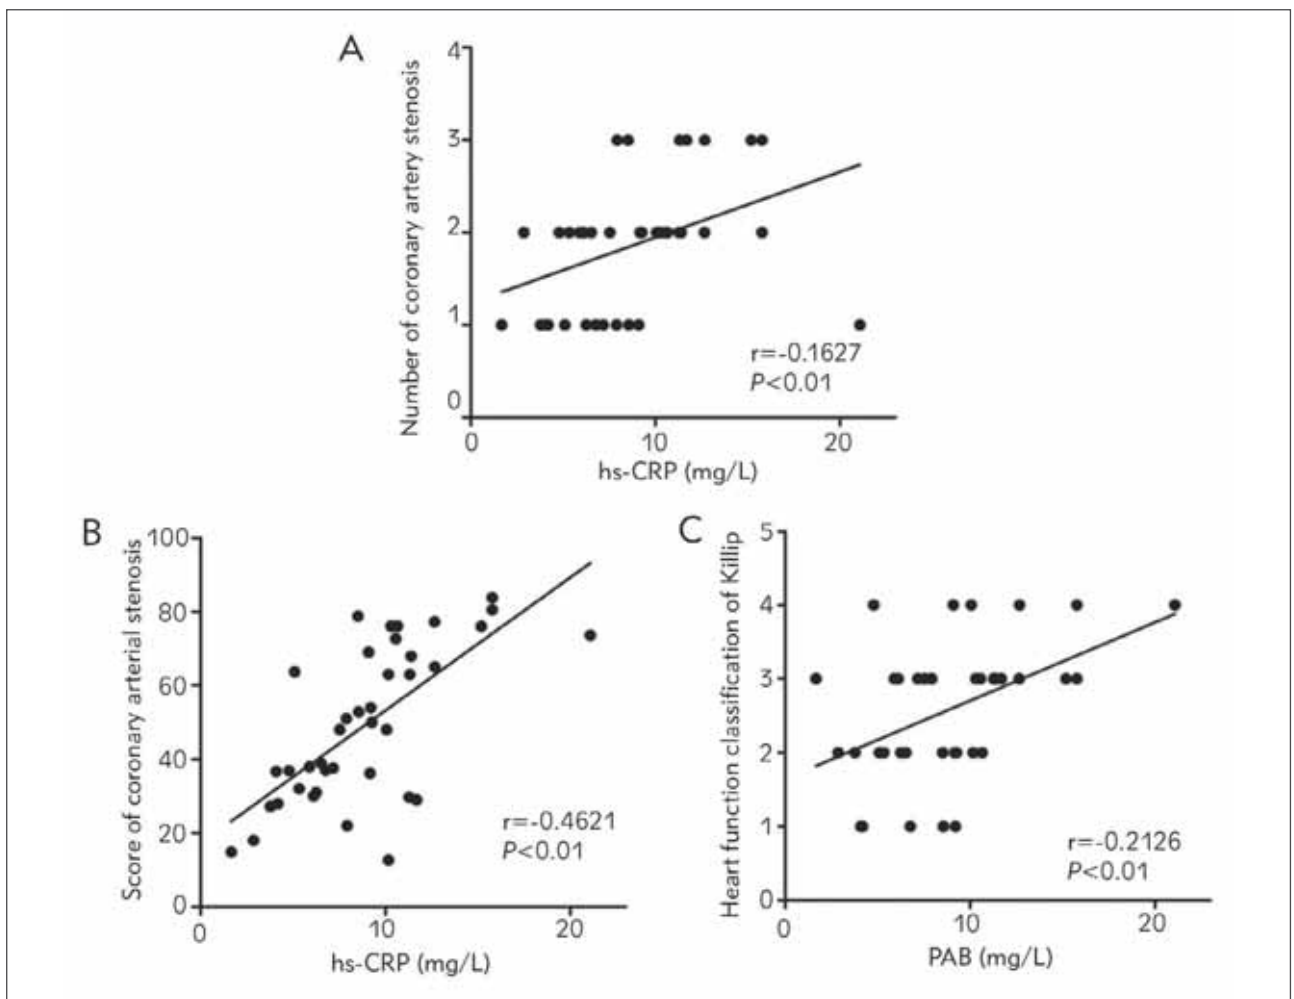 A
Number of coronary artery stenosis
4
3
2
1
0
0 10 20
hs-CRP (mg/L)
r=-0.1627
P<0.01
B
Score of coronary arterial stenosis
100
80
60
40
20
0
0 10 20
hs-CRP (mg/L)
r=-0.4621
P<0.01
C
Heart function classification of Killip
5
4
3
2
1
0
0 10 20
PAB (mg/L)
r=-0.2126
P<0.01